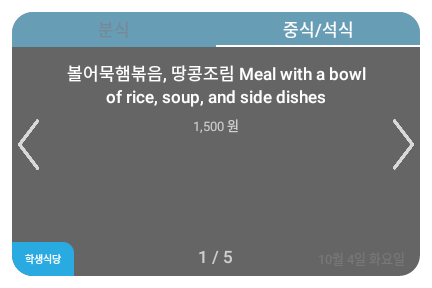 분식
중식/석식
볼어묵햄볶음, 땅콩조림 Meal with a bowl
of rice, soup, and side dishes
1,500 원
학생식당
1 / 5
10월 4일 화요일